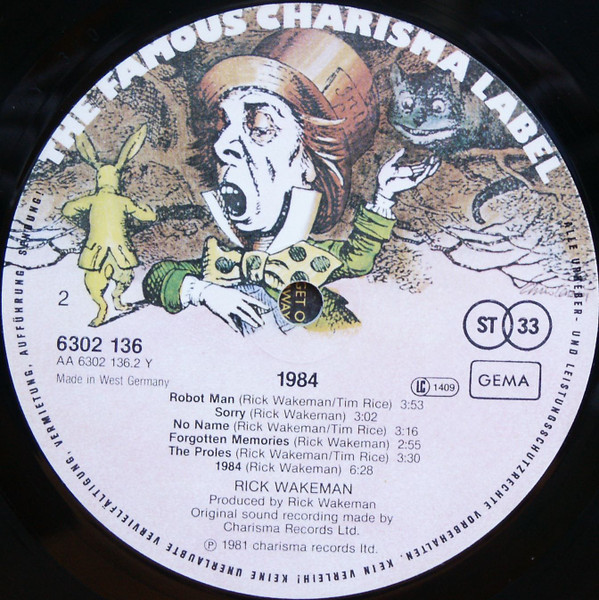 THE FAMOUS CHARISMA LABEL
2
ST 33
6302 136
AA 6302 136.2 Y
Made in West Germany
LC 1409
GEMA
GET O
WAY
1984
Robot Man (Rick Wakeman/Tim Rice) 3:53
Sorry (Rick Wakeman) 3:02
No Name (Rick Wakeman/Tim Rice) 3:16
Forgotten Memories (Rick Wakeman) 2:55
The Proles (Rick Wakeman/Tim Rice) 3:30
1984 (Rick Wakeman) 6:28
RICK WAKEMAN
Produced by Rick Wakeman
Original sound recording made by
Charisma Records Ltd.
℗ 1981 charisma records ltd.
ALLE URHEBER- UND LEISTUNGSSCHUTZRECHTE VORBEHALTEN. KEIN VERLEIH! KEINE UNERLAUBTE VERVIELFÄLTIGUNG, VERMIETUNG, AUFFÜHRUNG, SENDUNG!